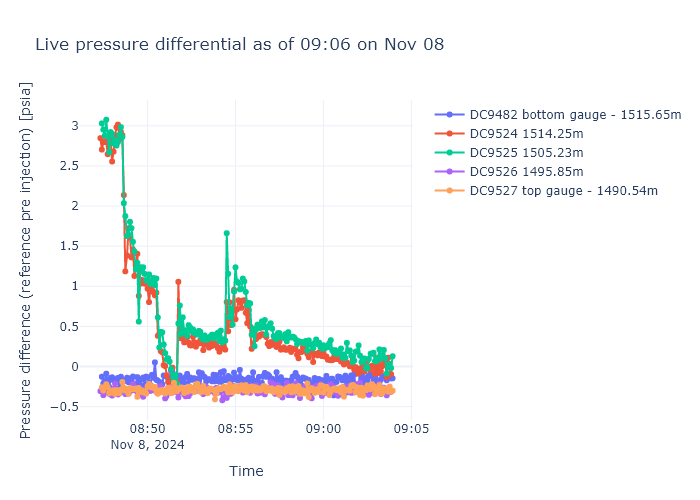 Live pressure differential as of 09:06 on Nov 08
Pressure difference (reference pre injection) [psia]
3
2.5
2
1.5
1
0.5
0
−0.5
08:50
08:55
09:00
09:05
Nov 8, 2024
Time
DC9482 bottom gauge - 1515.65m
DC9524 1514.25m
DC9525 1505.23m
DC9526 1495.85m
DC9527 top gauge - 1490.54m